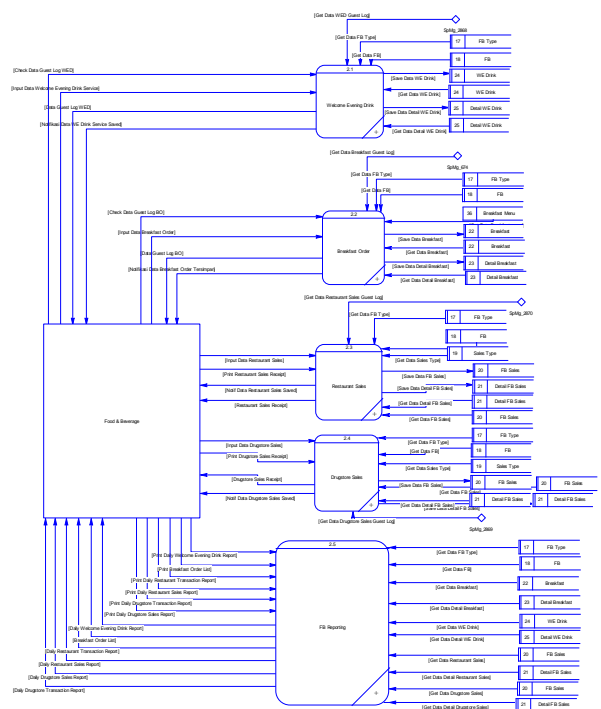 [Get Data WED Guest Log]
SpMg_2868
[Get Data FB Type]
17 FB Type
[Get Data FB]
18 FB
2.1
[Check Data Guest Log WED]
[Save Data WE Drink]
24 WE Drink
[Input Data Welcome Evening Drink Service]
[Get Data WE Drink]
24 WE Drink
Welcome Evening Drink
[Data Guest Log WED]
[Save Data Detail WE Drink]
25 Detail WE Drink
[Notifikasi Data WE Drink Service Saved]
[Get Data Detail WE Drink]
25 Detail WE Drink
[Get Data Breakfast Guest Log]
[Get Data FB Type]
17 FB Type
[Get Data FB]
18 FB
[Check Data Guest Log BO]
2.2
36 Breakfast Menu
[Input Data Breakfast Order]
[Save Data Breakfast]
22 Breakfast
[Data Guest Log BO]
Breakfast Order
[Get Data Breakfast]
22 Breakfast
[Save Data Detail Breakfast]
23 Detail Breakfast
[Notifikasi Data Breakfast Order Tersimpan]
[Get Data Detail Breakfast]
23 Detail Breakfast
[Get Data Restaurant Sales Guest Log]
[Get Data FB Type]
17 FB Type
18 FB
2.3
19 Sales Type
[Input Data Restaurant Sales]
[Get Data Sales Type]
[Print Restaurant Sales Receipt]
20 FB Sales
[Save Data FB Sales]
[Notif Data Restaurant Sales Saved]
Restaurant Sales
[Save Data Detail FB Sales]
21 Detail FB Sales
[Get Data Detail FB Sales]
21 Detail FB Sales
[Restaurant Sales Receipt]
[Get Data FB Sales]
20 FB Sales
Food & Beverage
2.4
[Get Data FB Type]
17 FB Type
[Input Data Drugstore Sales]
[Get Data FB]
18 FB
[Print Drugstore Sales Receipt]
[Get Data Sales Type]
19 Sales Type
[Drugstore Sales Receipt]
Drugstore Sales
20 FB Sales
20 FB Sales
[Save Data FB Sales]
[Get Data FB Sales]
[Notif Data Drugstore Sales Saved]
[Get Data Detail FB Sales]
21 Detail FB Sales
21 Detail FB Sales
[Save Data Detail FB Sales]
[Get Data Drugstore Sales Guest Log]
2.5
[Get Data FB Type]
17 FB Type
[Print Daily Welcome Evening Drink Report]
[Get Data FB]
18 FB
[Print Breakfast Order List]
[Print Daily Restaurant Transaction Report]
[Get Data Breakfast]
22 Breakfast
[Print Daily Restaurant Sales Report]
[Print Daily Drugstore Transaction Report]
[Get Data Detail Breakfast]
23 Detail Breakfast
[Print Daily Drugstore Sales Report]
[Get Data WE Drink]
24 WE Drink
[Daily Welcome Evening Drink Report]
FB Reporting
[Get Data Detail WE Drink]
25 Detail WE Drink
[Breakfast Order List]
[Daily Restaurant Transaction Report]
[Get Data Restaurant Sales]
20 FB Sales
[Daily Restaurant Sales Report]
[Get Data Detail Restaurant Sales]
21 Detail FB Sales
[Daily Drugstore Sales Report]
[Get Data Drugstore Sales]
20 FB Sales
[Daily Drugstore Transaction Report]
[Get Data Detail Drugstore Sales]
21 Detail FB Sales